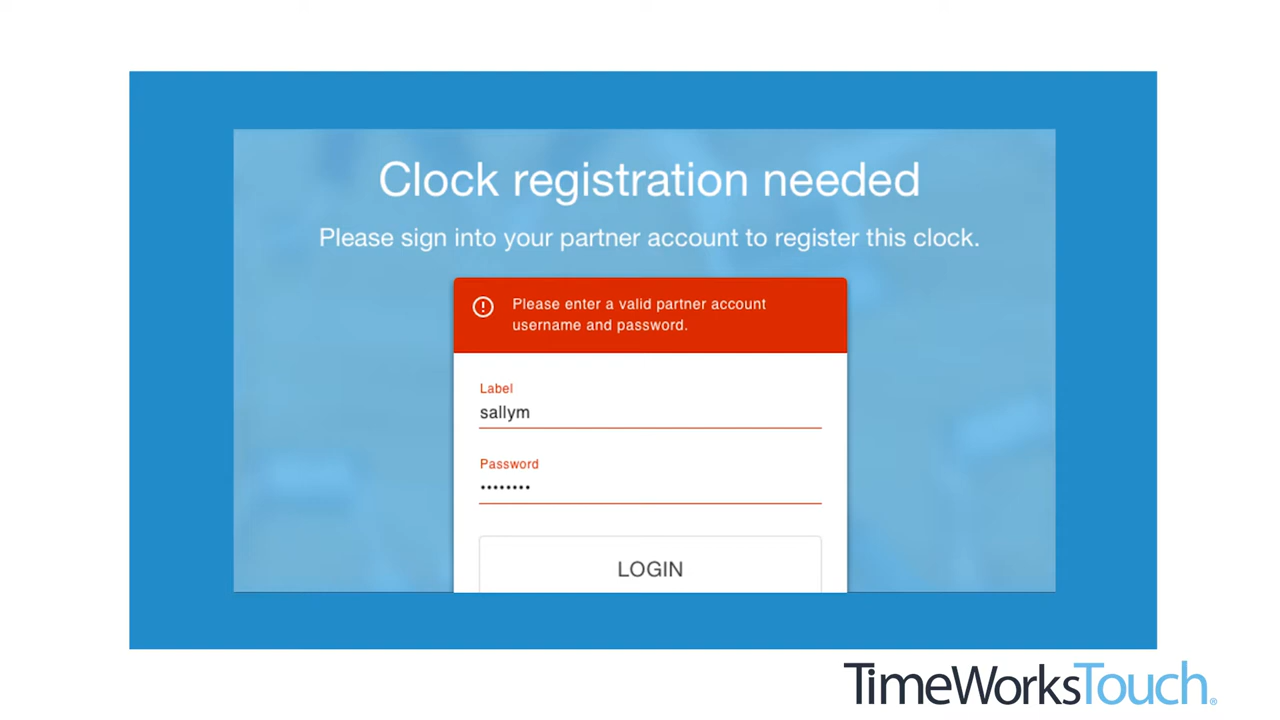 Clock registration needed
Please sign into your partner account to register this clock.
Please enter a valid partner account
username and password.
Label
sallym
Password
••••••••
LOGIN
TimeWorksTouch®